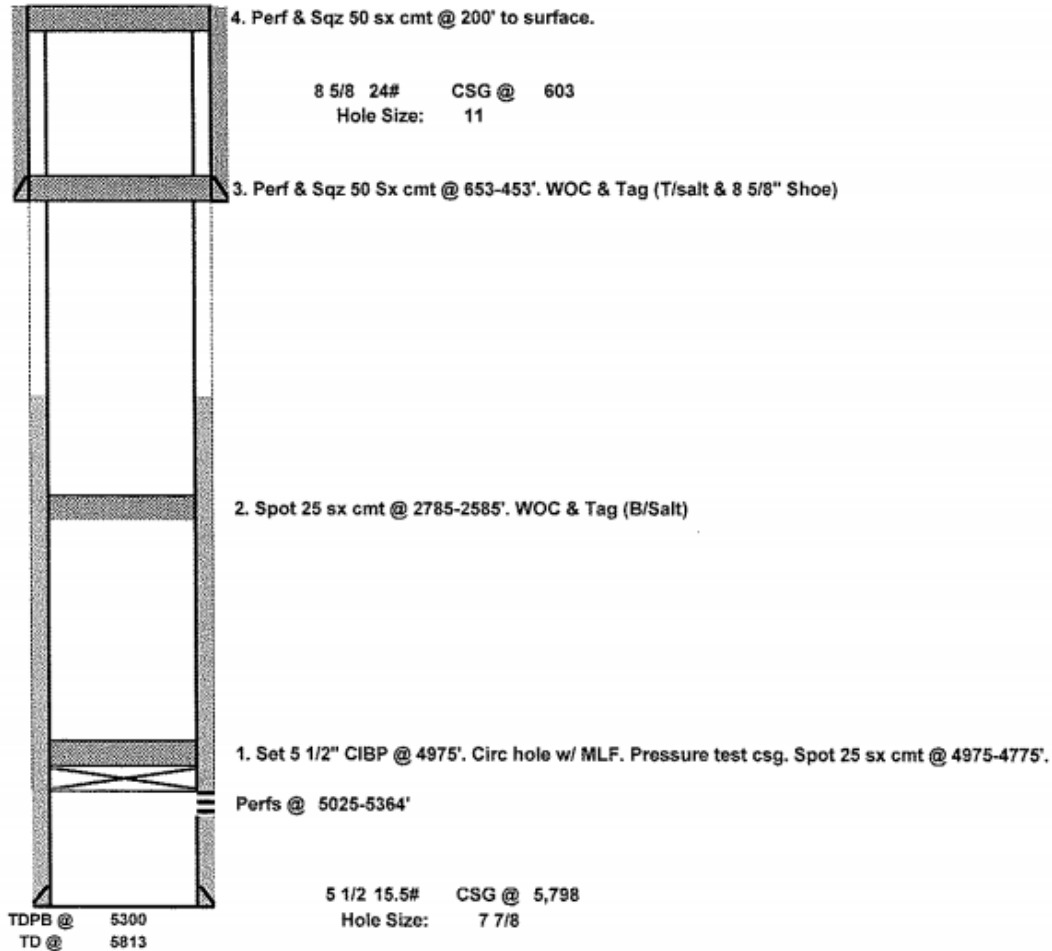 4. Perf & Sqz 50 sx cmt @ 200' to surface.
8 5/8 24# CSG @ 603
Hole Size: 11
3. Perf & Sqz 50 Sx cmt @ 653-453'. WOC & Tag (T/salt & 8 5/8" Shoe)
2. Spot 25 sx cmt @ 2785-2585'. WOC & Tag (B/Salt)
1. Set 5 1/2" CIBP @ 4975'. Circ hole w/ MLF. Pressure test csg. Spot 25 sx cmt @ 4975-4775'.
Perfs @ 5025-5364'
5 1/2 15.5# CSG @ 5,798
Hole Size: 7 7/8
TDPB @ 5300
TD @ 5813